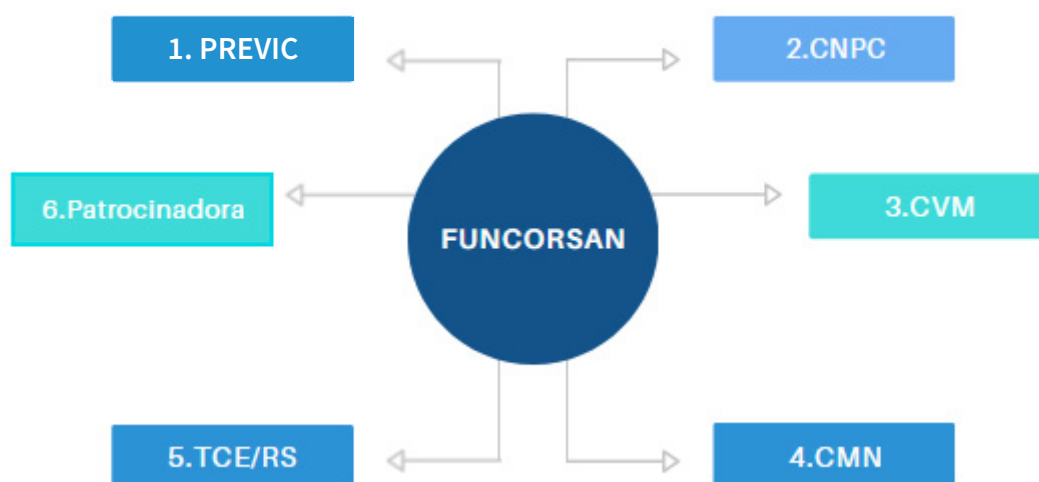 1. PREVIC
2.CNPC
6.Patrocinadora
3.CVM
FUNCORSAN
5.TCE/RS
4.CMN